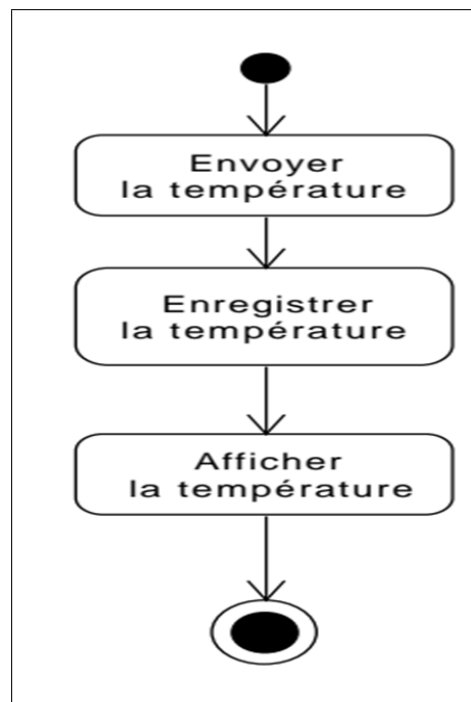 Envoyer
la température
Enregistrer
la température
Afficher
la température